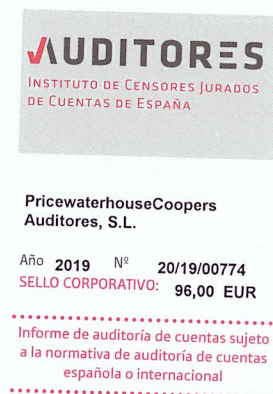 AUDITORES
INSTITUTO DE CENSORES JURADOS
DE CUENTAS DE ESPAÑA
PricewaterhouseCoopers
Auditores, S.L.
Año 2019 Nº 20/19/00774
SELLO CORPORATIVO: 96,00 EUR
Informe de auditoría de cuentas sujeto
a la normativa de auditoría de cuentas
española o internacional